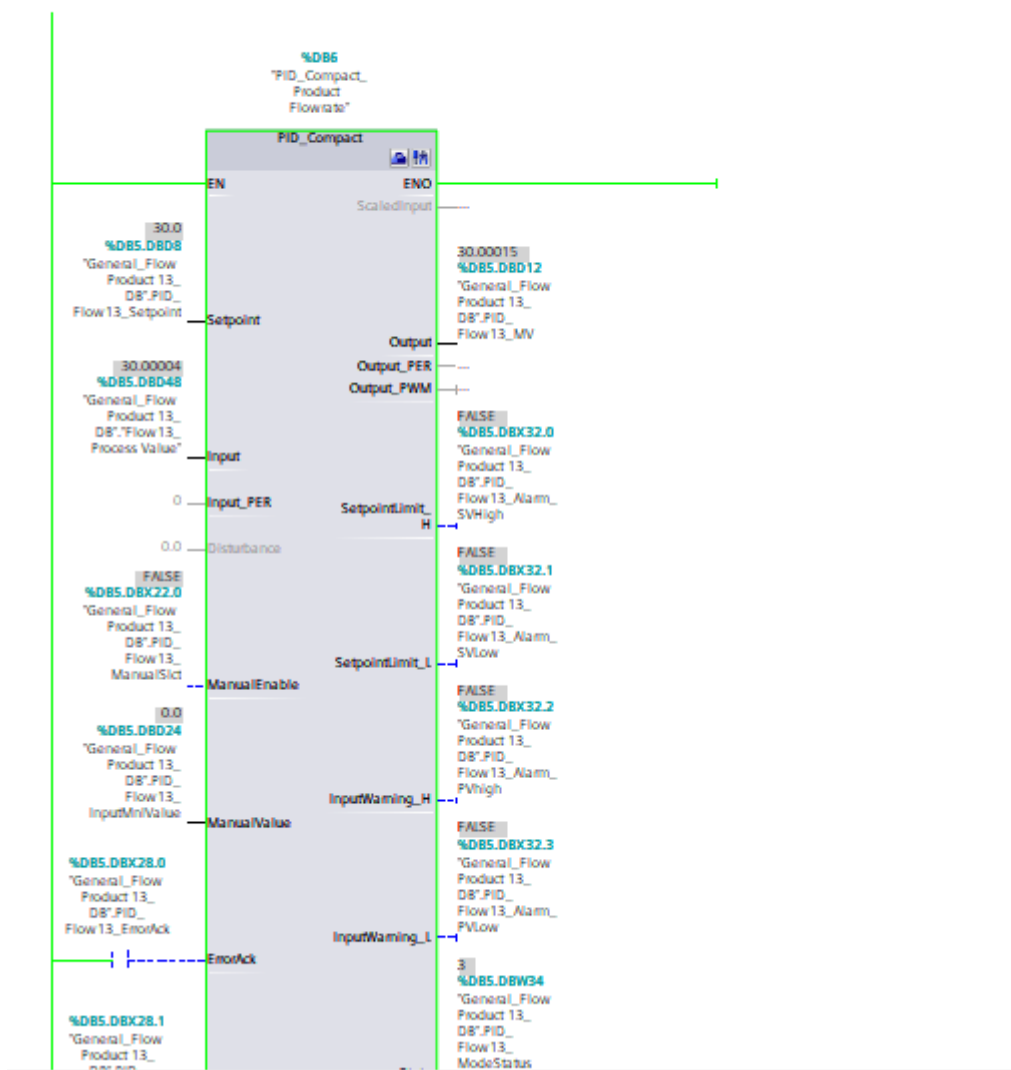 %DB6
"PID_Compact_
Product
Flowrate"
PID_Compact
EN
ENO
ScaledInput
30.0
%DB5.DBD8
"General_Flow
Product 13_
DB".PID_
Flow13_Setpoint
Setpoint
30.00015
%DB5.DBD12
"General_Flow
Product 13_
DB".PID_
Flow13_MV
Output
Output_PER
Output_PWM
30.00004
%DB5.DBD48
"General_Flow
Product 13_
DB"."Flow13_
Process Value"
Input
0
Input_PER
0.0
Disturbance
FALSE
%DB5.DBX32.0
"General_Flow
Product 13_
DB".PID_
Flow13_Alarm_
SVHigh
SetpointLimit_
H
FALSE
%DB5.DBX22.0
"General_Flow
Product 13_
DB".PID_
Flow13_
ManualSlct
ManualEnable
FALSE
%DB5.DBX32.1
"General_Flow
Product 13_
DB".PID_
Flow13_Alarm_
SVLow
SetpointLimit_L
0.0
%DB5.DBD24
"General_Flow
Product 13_
DB".PID_
Flow13_
InputMnlValue
ManualValue
FALSE
%DB5.DBX32.2
"General_Flow
Product 13_
DB".PID_
Flow13_Alarm_
PVhigh
InputWarning_H
FALSE
%DB5.DBX32.3
"General_Flow
Product 13_
DB".PID_
Flow13_Alarm_
PVLow
InputWarning_L
%DB5.DBX28.0
"General_Flow
Product 13_
DB".PID_
Flow13_ErrorAck
ErrorAck
3
%DB5.DBW34
"General_Flow
Product 13_
DB".PID_
Flow13_
ModeStatus
%DB5.DBX28.1
"General_Flow
Product 13_